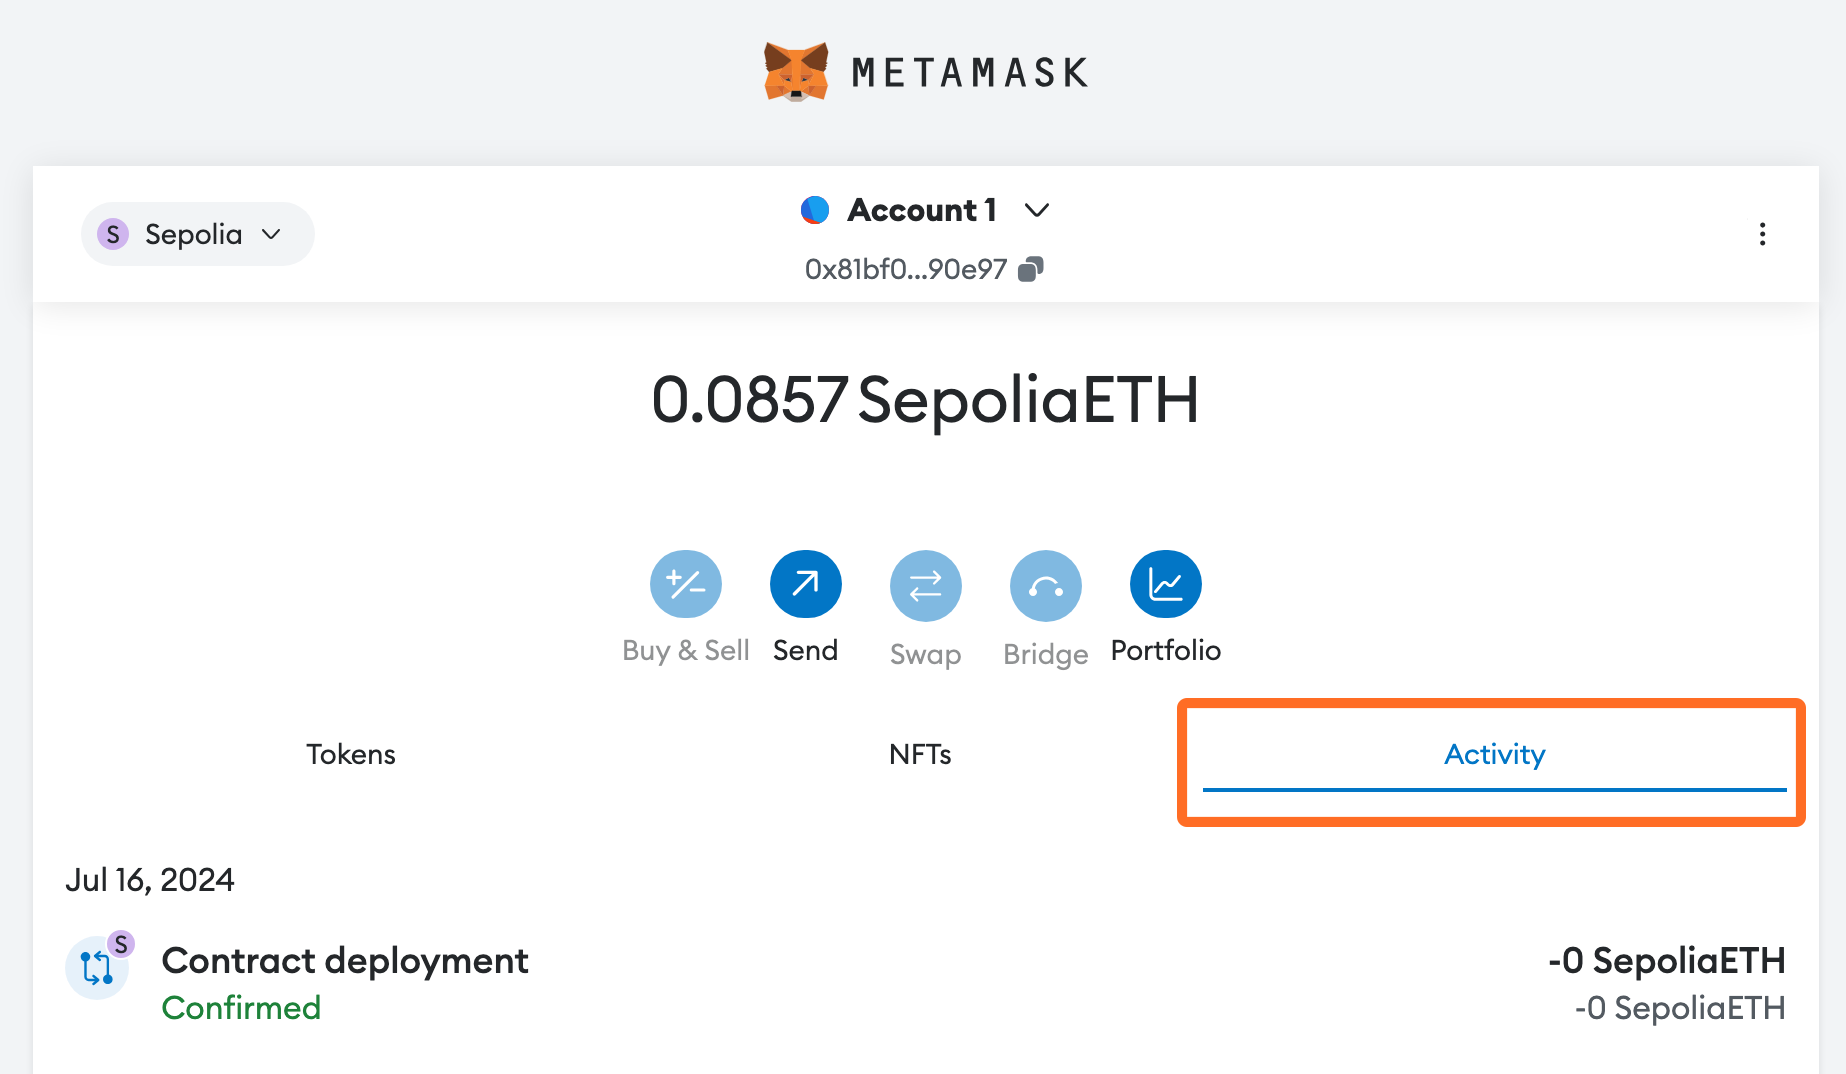 METAMASK
S Sepolia
Account 1
0x81bf0...90e97
0.0857 SepoliaETH
Buy & Sell Send Swap Bridge Portfolio
Tokens NFTs Activity
Jul 16, 2024
S
Contract deployment -0 SepoliaETH
Confirmed -0 SepoliaETH